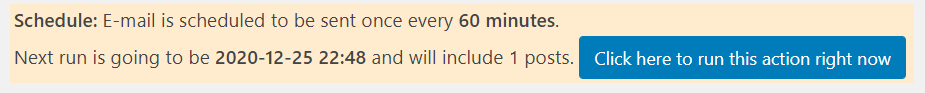 Schedule: E-mail is scheduled to be sent once every 60 minutes.
Next run is going to be 2020-12-25 22:48 and will include 1 posts. Click here to run this action right now